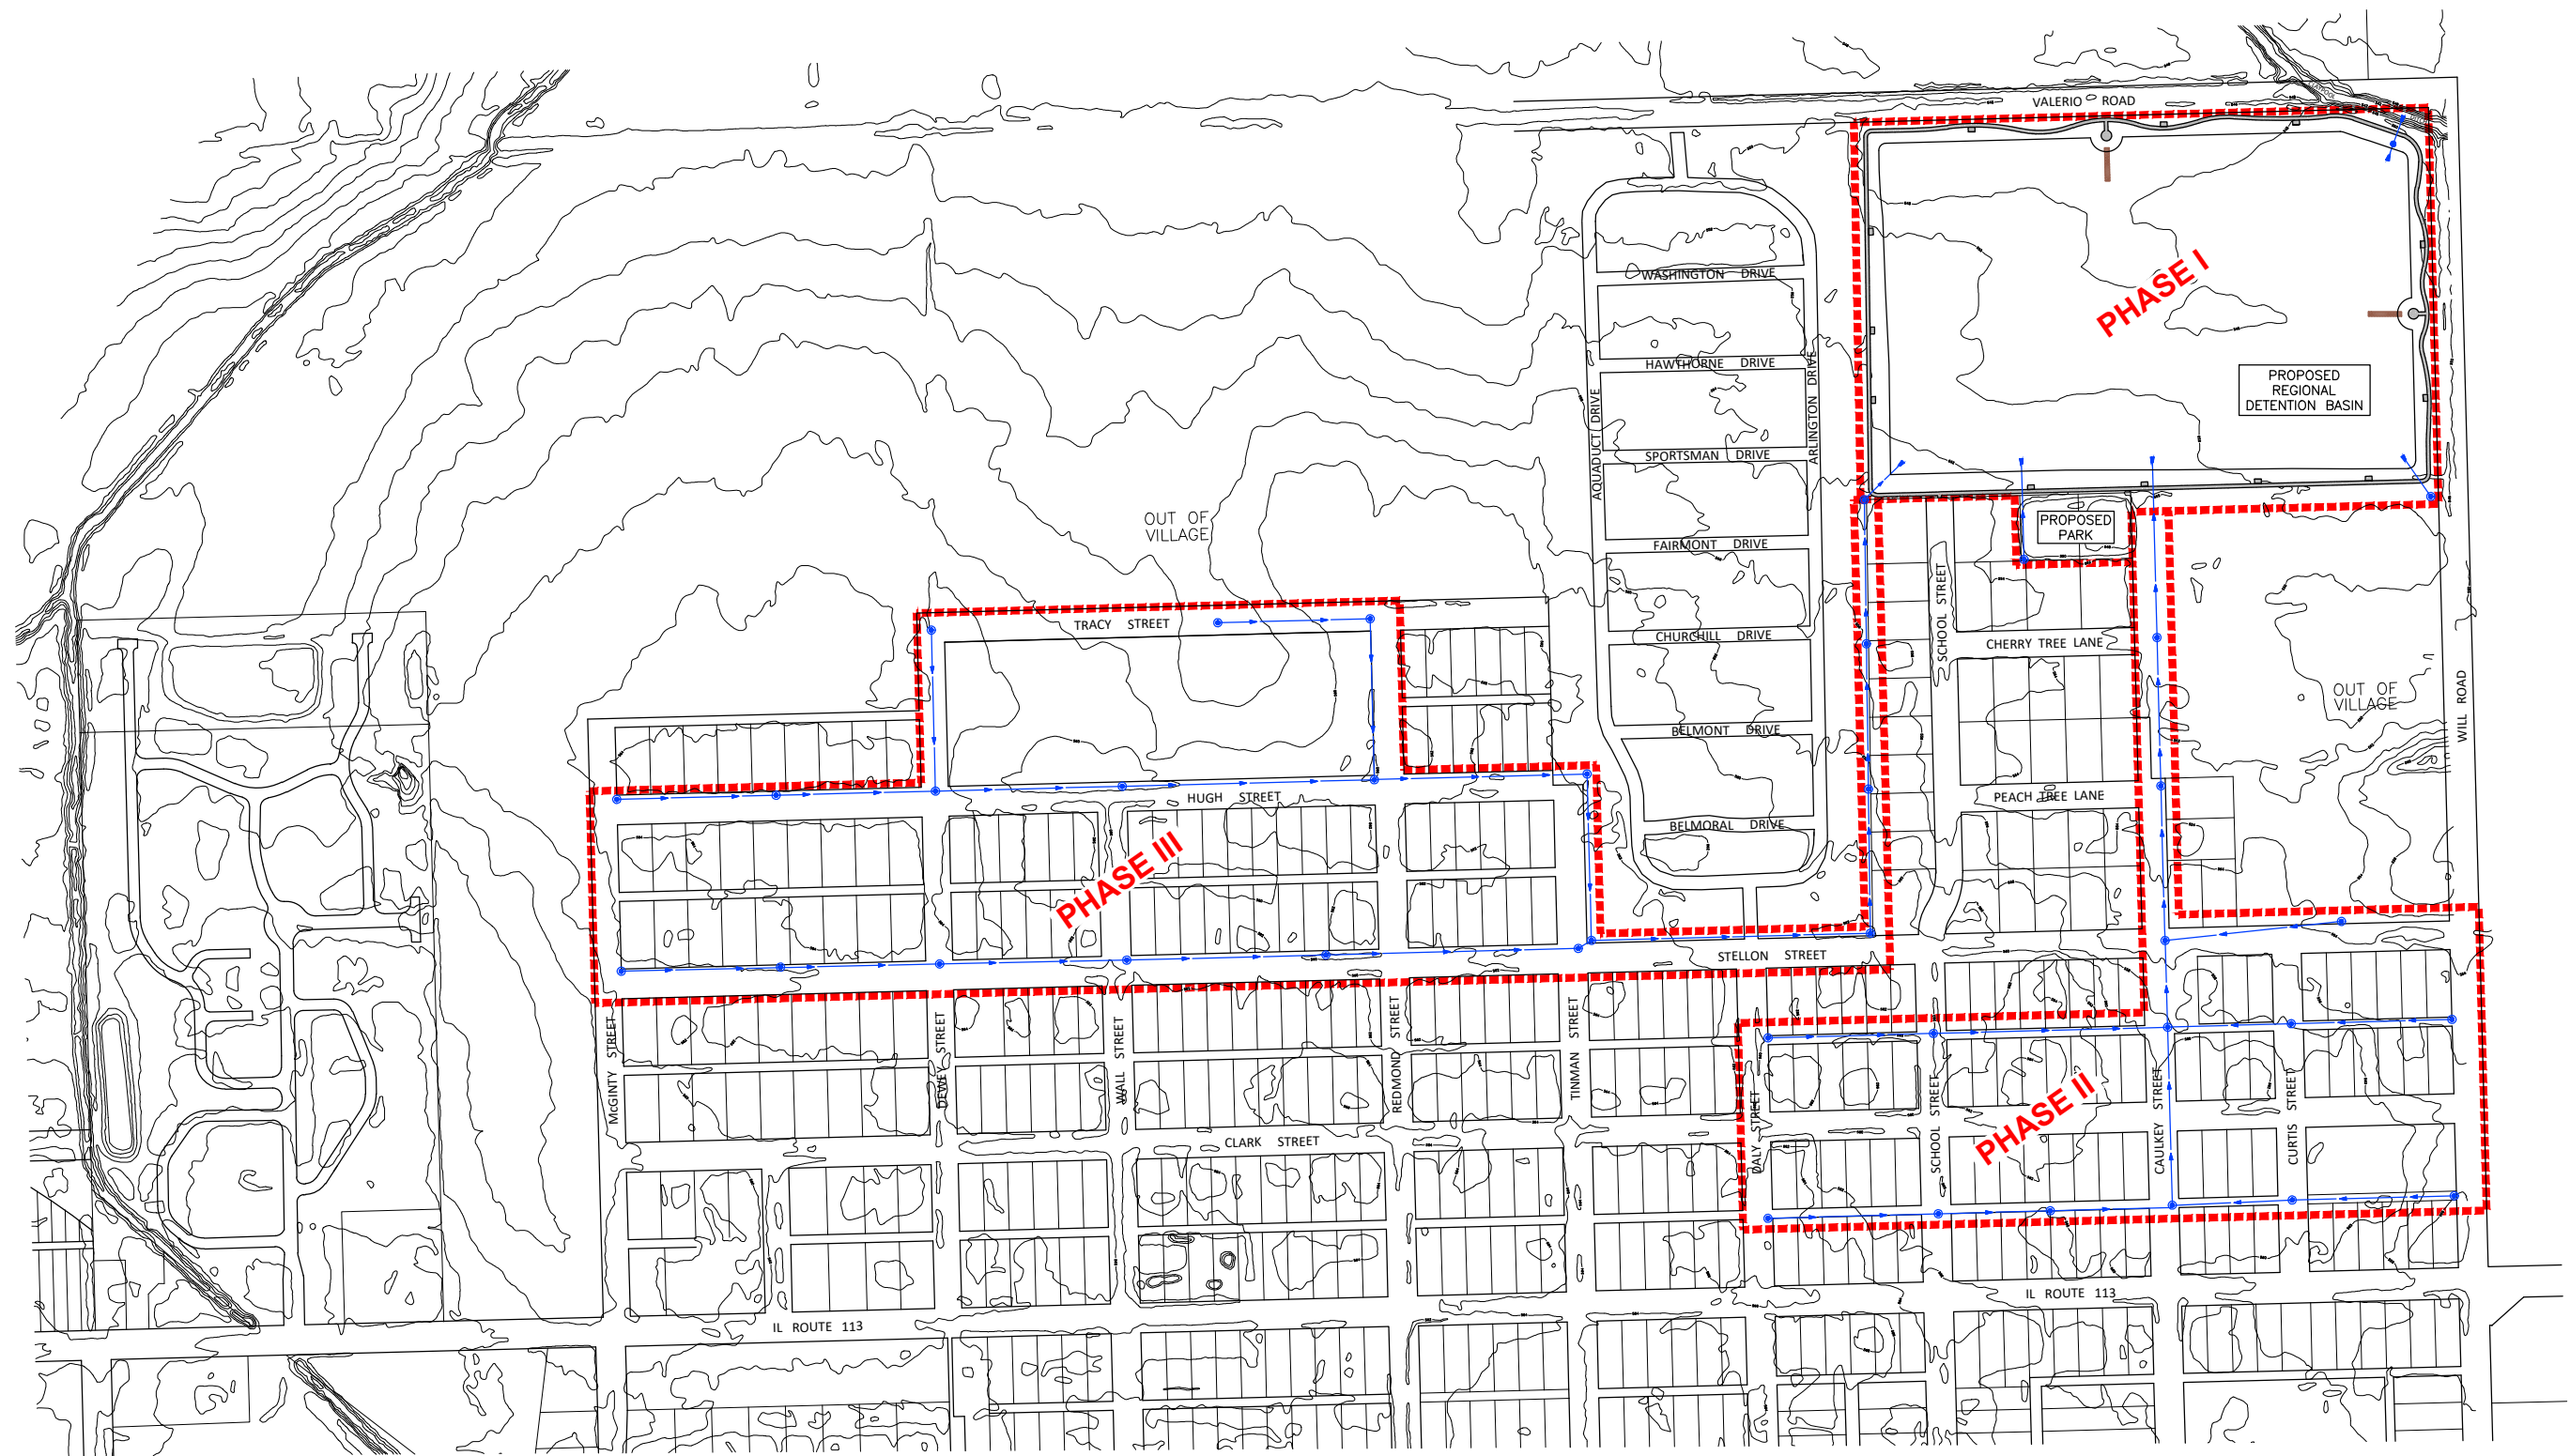 VALERIO ROAD
PHASE I
PROPOSED
REGIONAL
DETENTION BASIN
WASHINGTON DRIVE
HAWTHORNE DRIVE
AQUADUCT DRIVE
ARLINGTON DRIVE
SPORTSMAN DRIVE
FAIRMONT DRIVE
CHURCHILL DRIVE
BELMONT DRIVE
BELMORAL DRIVE
OUT OF
VILLAGE
PROPOSED
PARK
SCHOOL STREET
CHERRY TREE LANE
PEACH TREE LANE
OUT OF
VILLAGE
WILL ROAD
TRACY STREET
HUGH STREET
PHASE III
STELLON STREET
McGINTY STREET
DEWEY STREET
WALL STREET
REDMOND STREET
TINMAN STREET
DALY STREET
SCHOOL STREET
PHASE II
CAULKEY STREET
CURTIS STREET
CLARK STREET
IL ROUTE 113
IL ROUTE 113